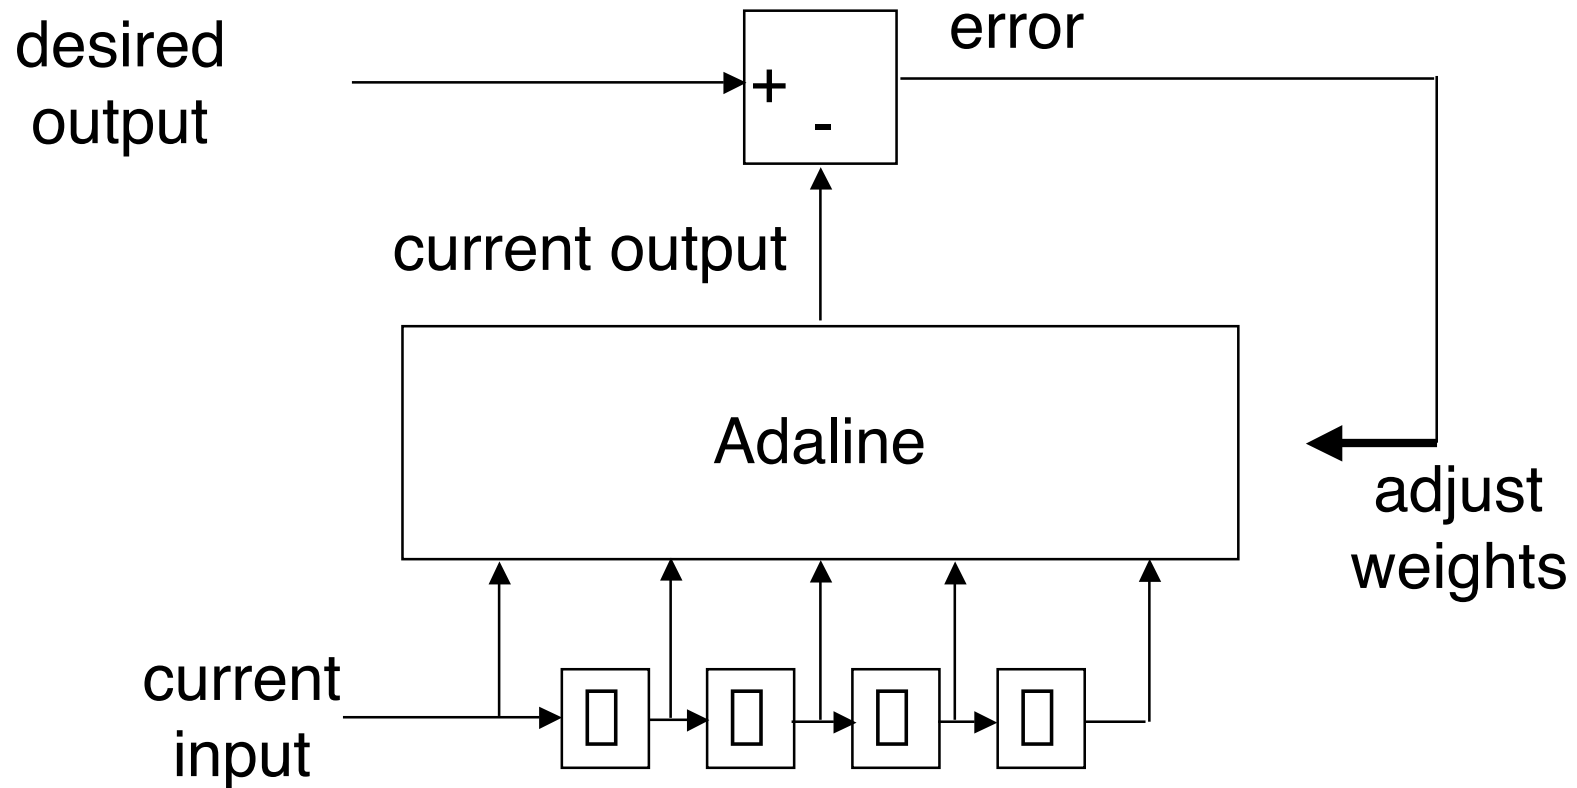 desired
output
error
+
-
current output
Adaline
adjust
weights
current
input